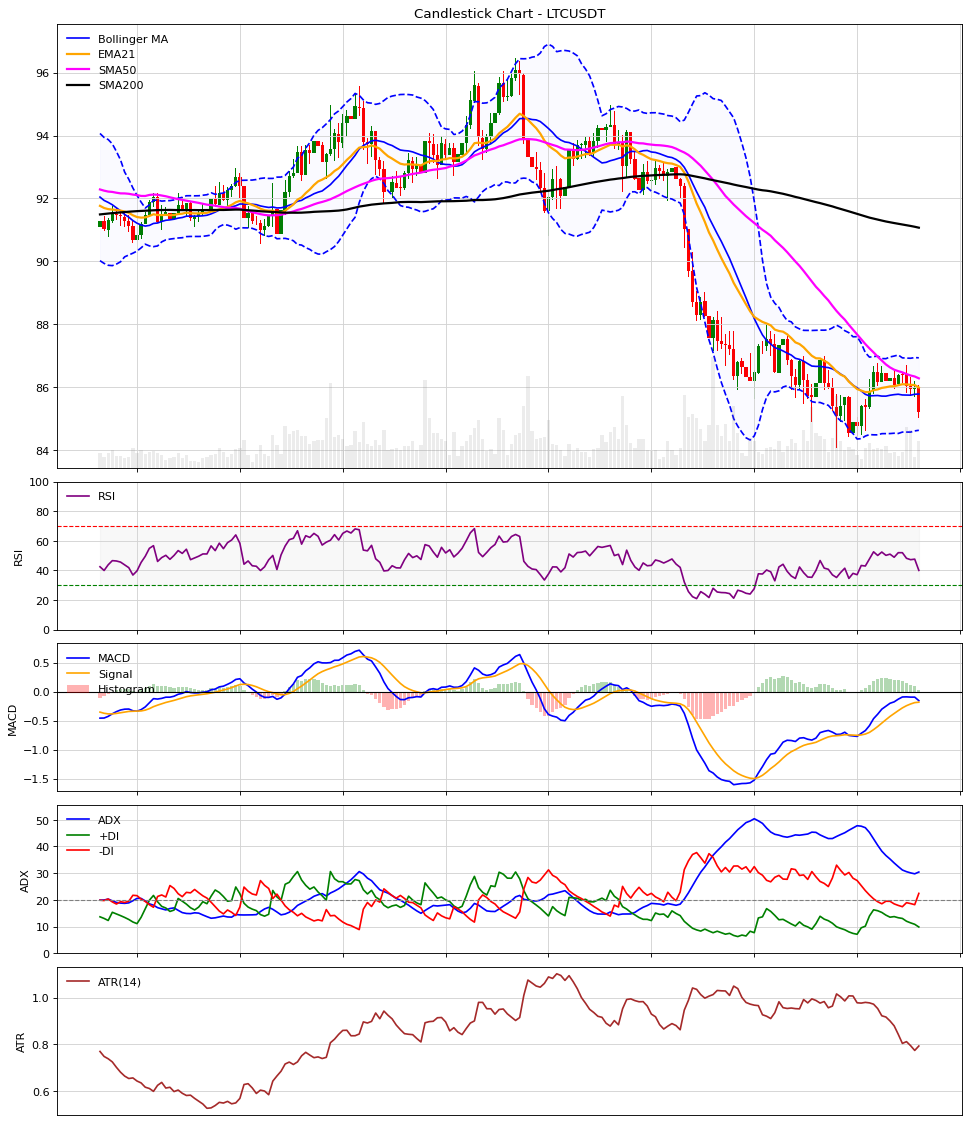 Candlestick Chart - LTCUSDT
Bollinger MA
EMA21
SMA50
SMA200
96
94
92
90
88
86
84
100
80
60
40
20
0
RSI
RSI
0.5
0.0
−0.5
−1.0
−1.5
MACD
MACD
Signal
Histogram
50
40
30
20
10
0
ADX
ADX
+DI
-DI
1.0
0.8
0.6
ATR
ATR(14)